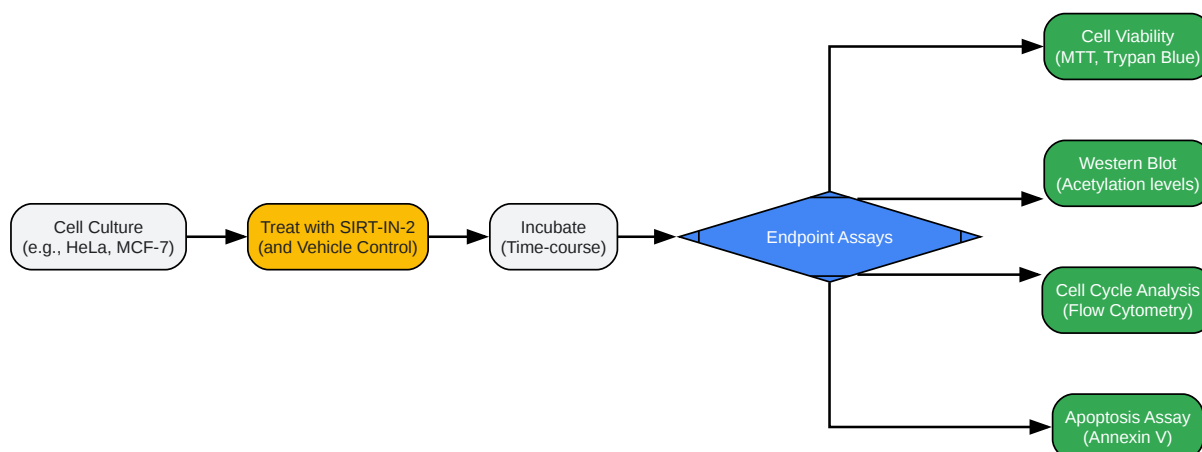 Cell Culture
(e.g., HeLa, MCF-7)
Treat with SIRT-IN-2
(and Vehicle Control)
Incubate
(Time-course)
Endpoint Assays
Cell Viability
(MTT, Trypan Blue)
Western Blot
(Acetylation levels)
Cell Cycle Analysis
(Flow Cytometry)
Apoptosis Assay
(Annexin V)